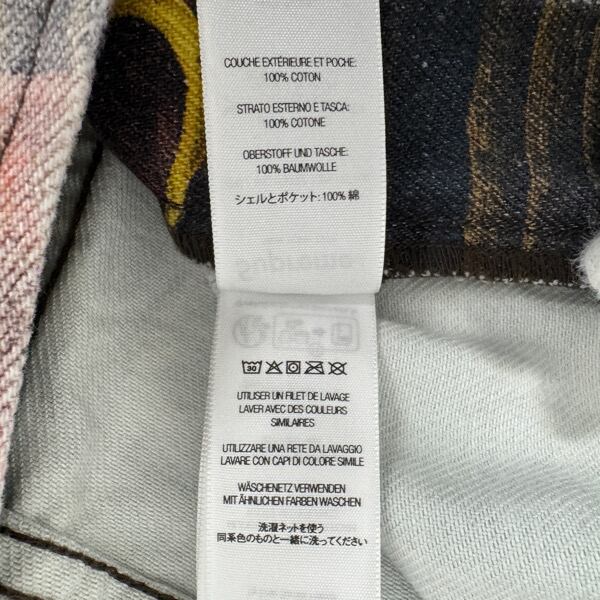 COUCHE EXTÉRIEURE ET POCHE:
100% COTON
STRATO ESTERNO E TASCA:
100% COTONE
OBERSTOFF UND TASCHE:
100% BAUMWOLLE
シェルとポケット: 100% 綿
Supreme
30
UTILISER UN FILET DE LAVAGE
LAVER AVEC DES COULEURS
SIMILAIRES
UTILIZZARE UNA RETE DA LAVAGGIO
LAVARE CON CAPI DI COLORE SIMILE
WÄSCHENETZ VERWENDEN
MIT ÄHNLICHEN FARBEN WASCHEN
洗濯ネットを使う
同系色のものと一緒に洗ってください